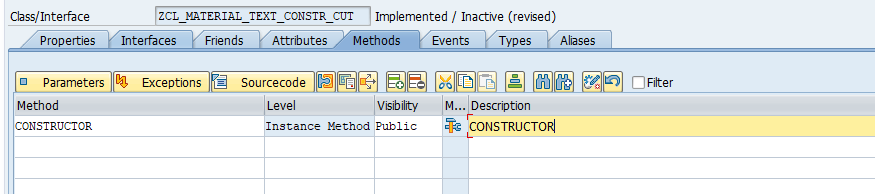 Class/Interface ZCL_MATERIAL_TEXT_CONSTR_CUT Implemented / Inactive (revised)
Properties Interfaces Friends Attributes Methods Events Types Aliases
Parameters Exceptions Sourcecode Filter
Method Level Visibility M... Description
CONSTRUCTOR Instance Method Public CONSTRUCTOR